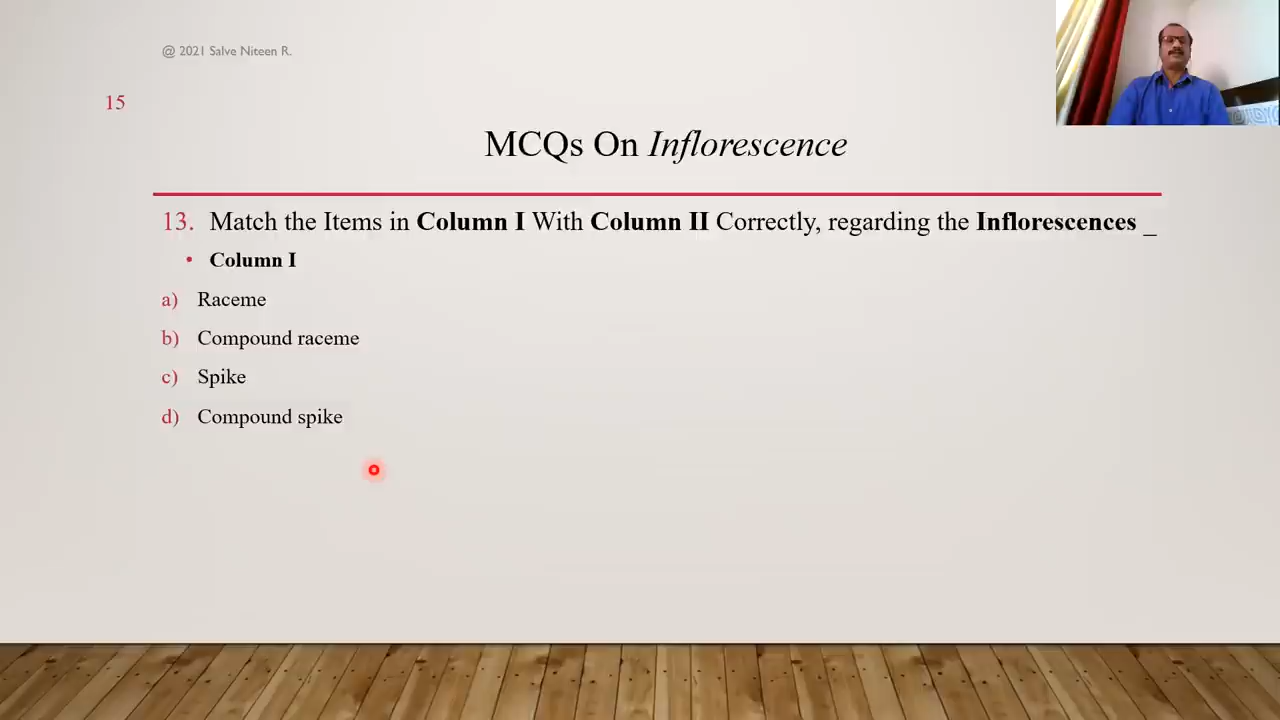 @ 2021 Salve Niteen R.
15
MCQs On Inflorescence
13. Match the Items in Column I With Column II Correctly, regarding the Inflorescences _
• Column I
a) Raceme
b) Compound raceme
c) Spike
d) Compound spike